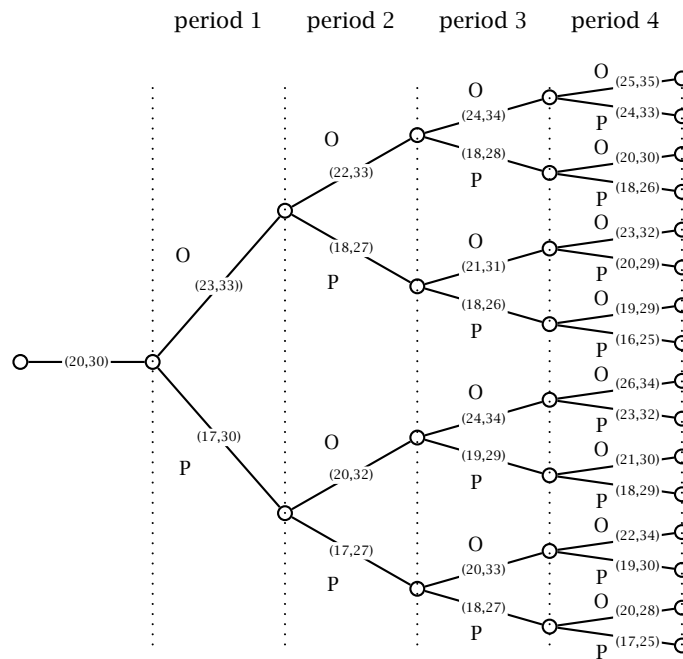 period 1 period 2 period 3 period 4
O (25,35)
O
(24,34) (24,33)
P
O
O (20,30)
(22,33) (18,28)
P (18,26)
P
O
O (23,32)
(23,33)) (18,27) O
(21,31) (20,29)
P
P
(18,26) O
(19,29)
P
(16,25)
P
(20,30)
O
(26,34)
O
(24,34) (23,32)
P
(17,30) O
P (20,32) (19,29) O
(21,30)
P
(18,29)
P
O
(22,34)
(17,27) O
P (20,33) (19,30)
P
(18,27) O
(20,28)
P
(17,25)
P